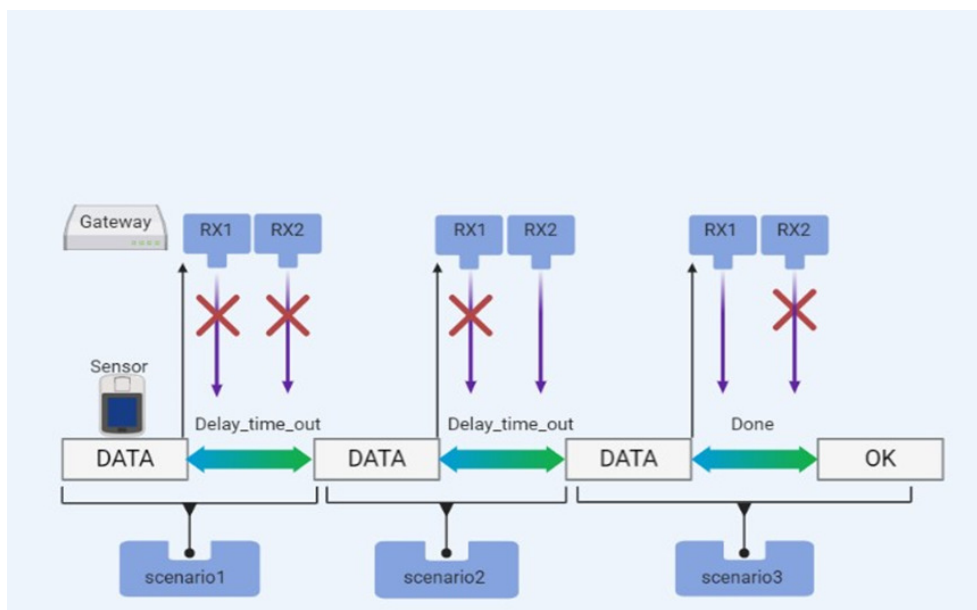 Gateway
RX1
RX2
RX1
RX2
RX1
RX2
Sensor
Delay_time_out
Delay_time_out
Done
DATA
DATA
DATA
OK
scenario1
scenario2
scenario3